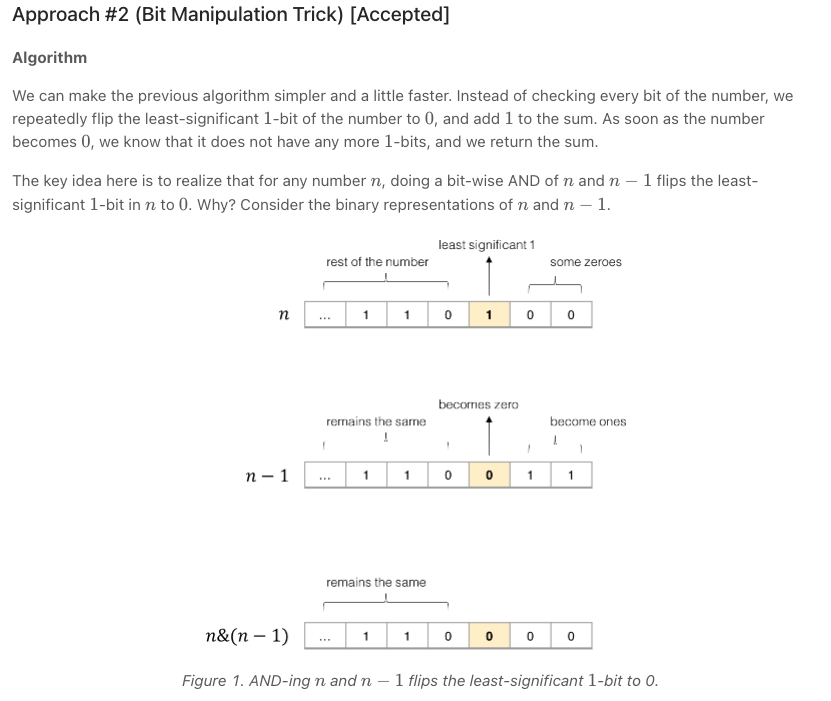 Approach #2 (Bit Manipulation Trick) [Accepted]
Algorithm
We can make the previous algorithm simpler and a little faster. Instead of checking every bit of the number, we
repeatedly flip the least-significant 1-bit of the number to 0, and add 1 to the sum. As soon as the number
becomes 0, we know that it does not have any more 1-bits, and we return the sum.
The key idea here is to realize that for any number n, doing a bit-wise AND of n and n − 1 flips the least-
significant 1-bit in n to 0. Why? Consider the binary representations of n and n − 1.
least significant 1
rest of the number some zeroes
n ... 1 1 0 1 0 0
becomes zero
remains the same become ones
n − 1 ... 1 1 0 0 1 1
remains the same
n&(n − 1) ... 1 1 0 0 0 0
Figure 1. AND-ing n and n − 1 flips the least-significant 1-bit to 0.